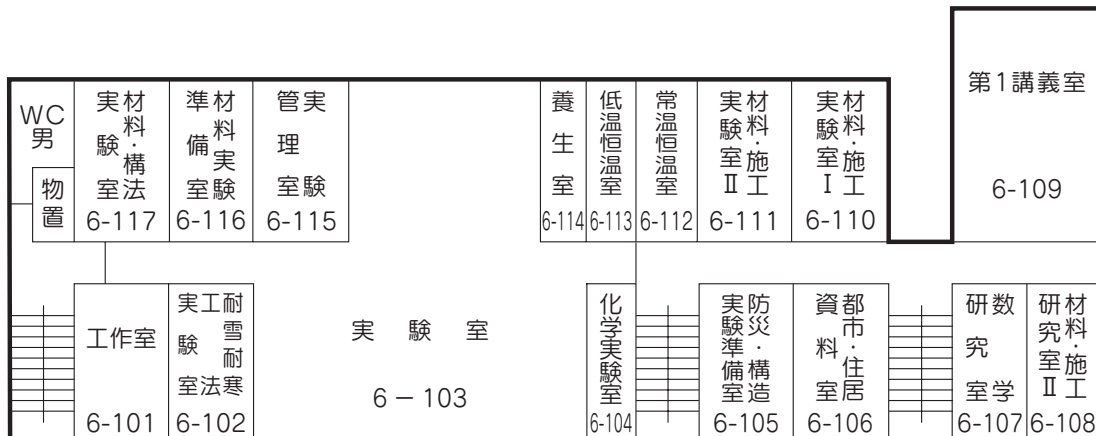 第1講義室
6-109
WC
男
物置
材料・構法
実験室
6-117
材料実験
準備室
6-116
実験
管理室
6-115
養生室
6-114
低温恒温室
6-113
常温恒温室
6-112
材料・施工
実験室Ⅱ
6-111
材料・施工
実験室Ⅰ
6-110
工作室
6-101
耐雪耐寒
工法
実験室
6-102
実験室
6-103
化学実験室
6-104
防災・構造
実験準備室
6-105
都市・住居
資料室
6-106
数学
研究室
6-107
材料・施工
研究室Ⅱ
6-108